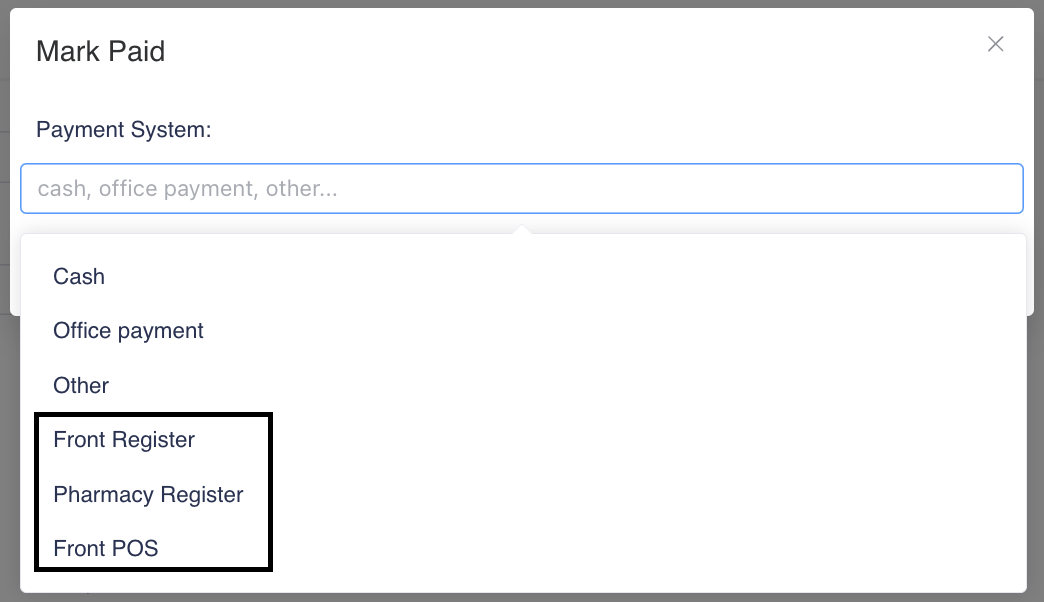 Mark Paid
Payment System:
cash, office payment, other...
Cash
Office payment
Other
Front Register
Pharmacy Register
Front POS